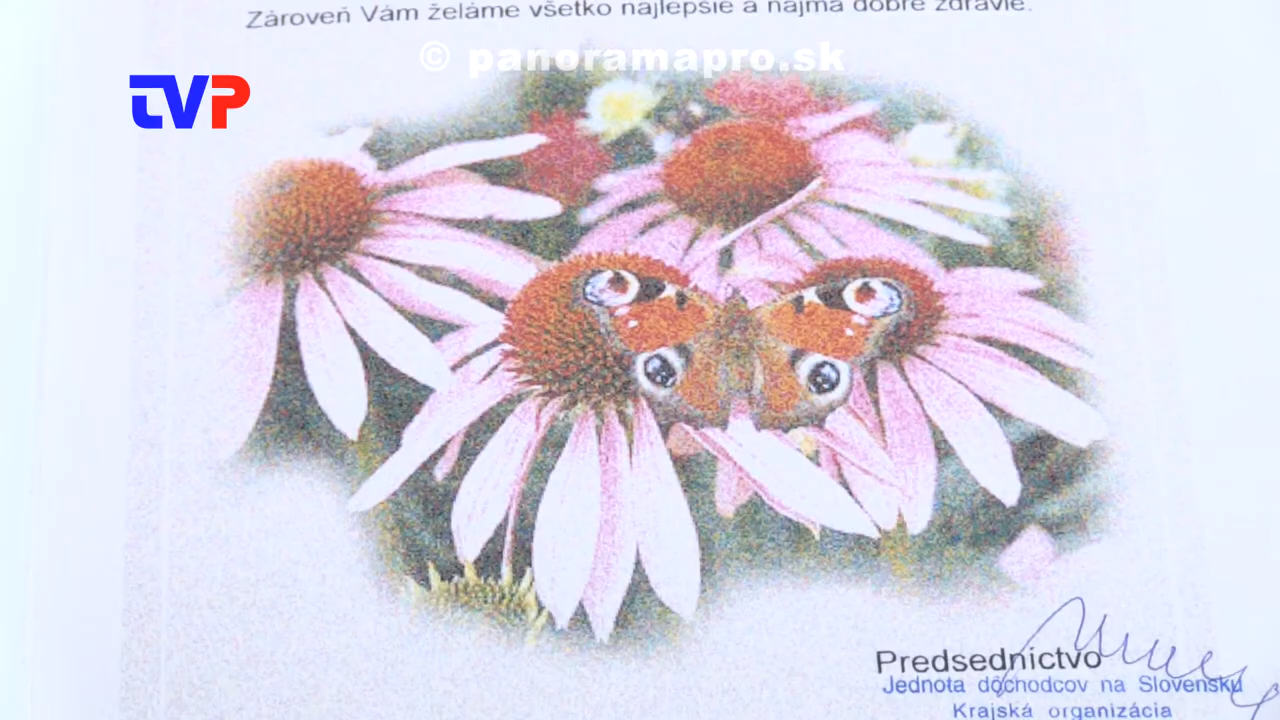 Zároveň Vám želáme všetko najlepšie a najmä dobré zdravie.
© panoramapro.sk
TVP
Predsedníctvo
Jednota dôchodcov na Slovensku
Krajská organizácia